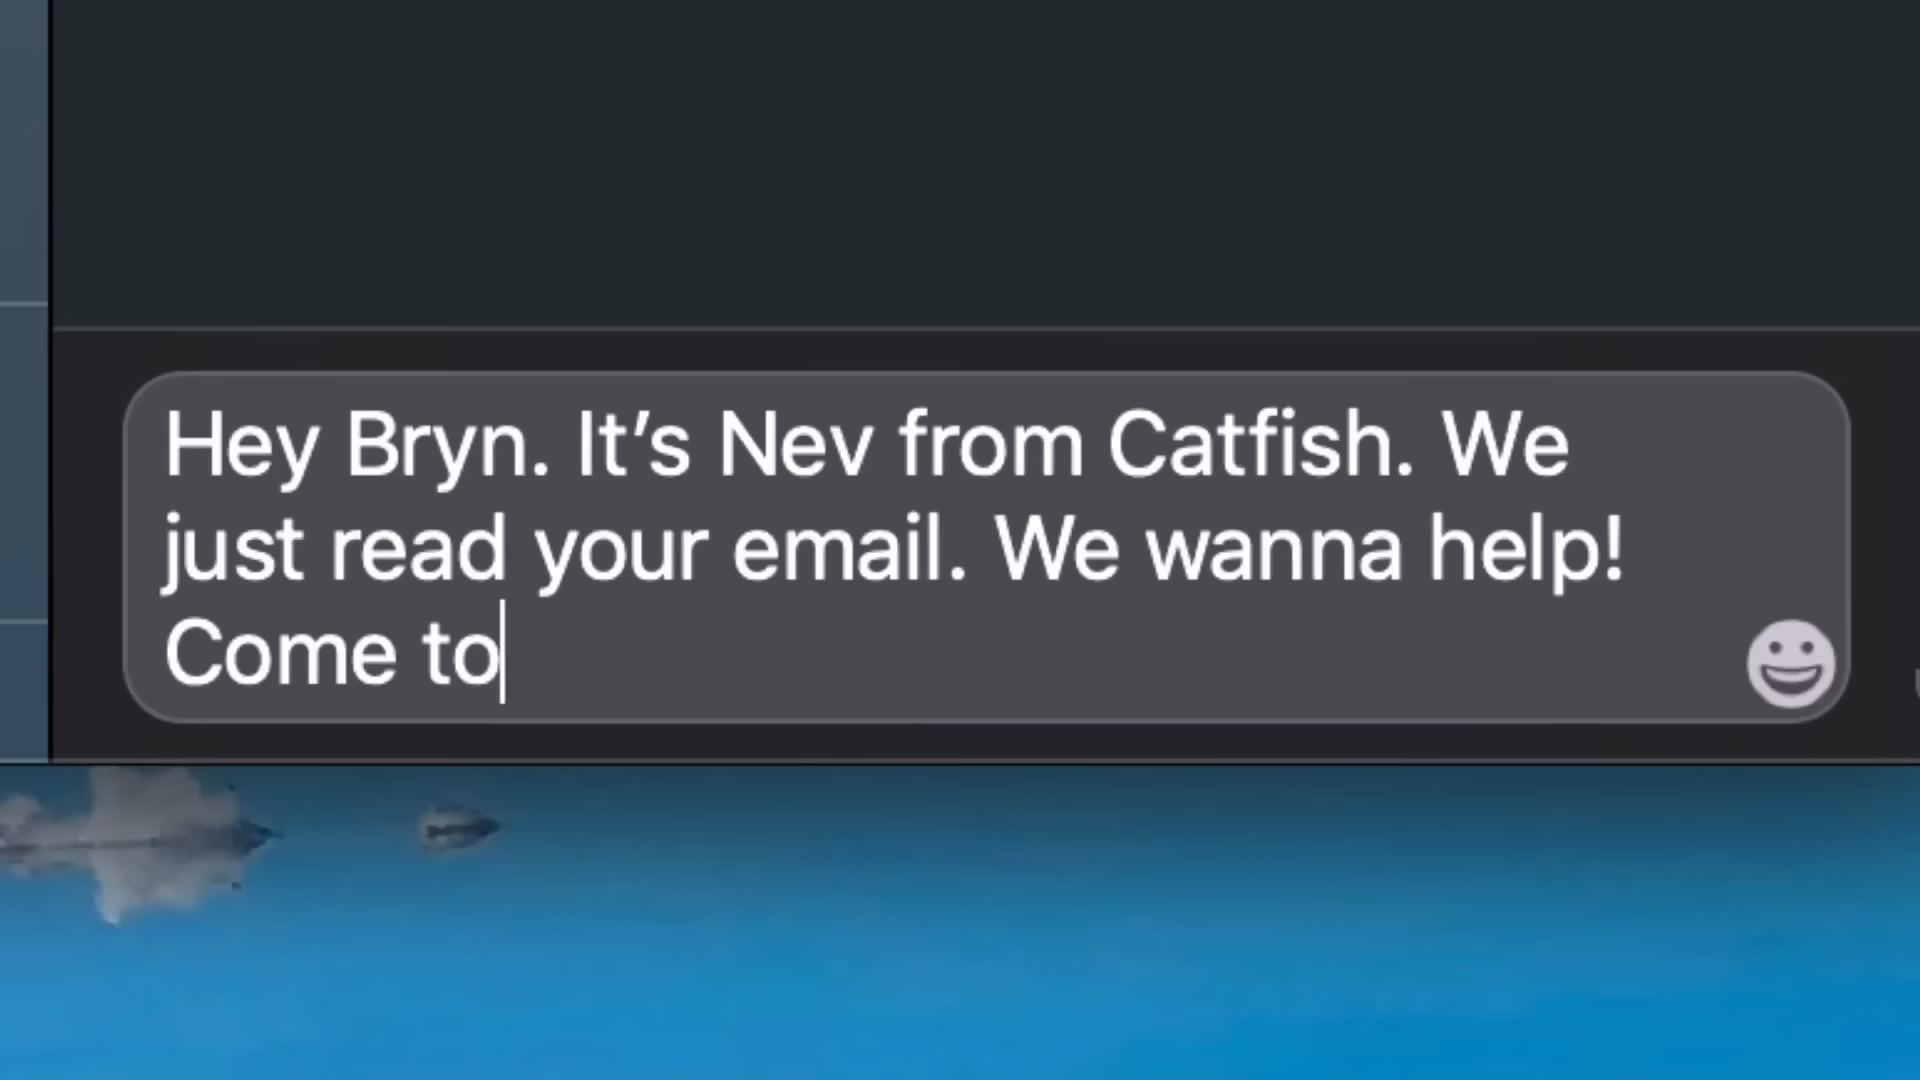 Hey Bryn. It’s Nev from Catfish. We
just read your email. We wanna help!
Come to